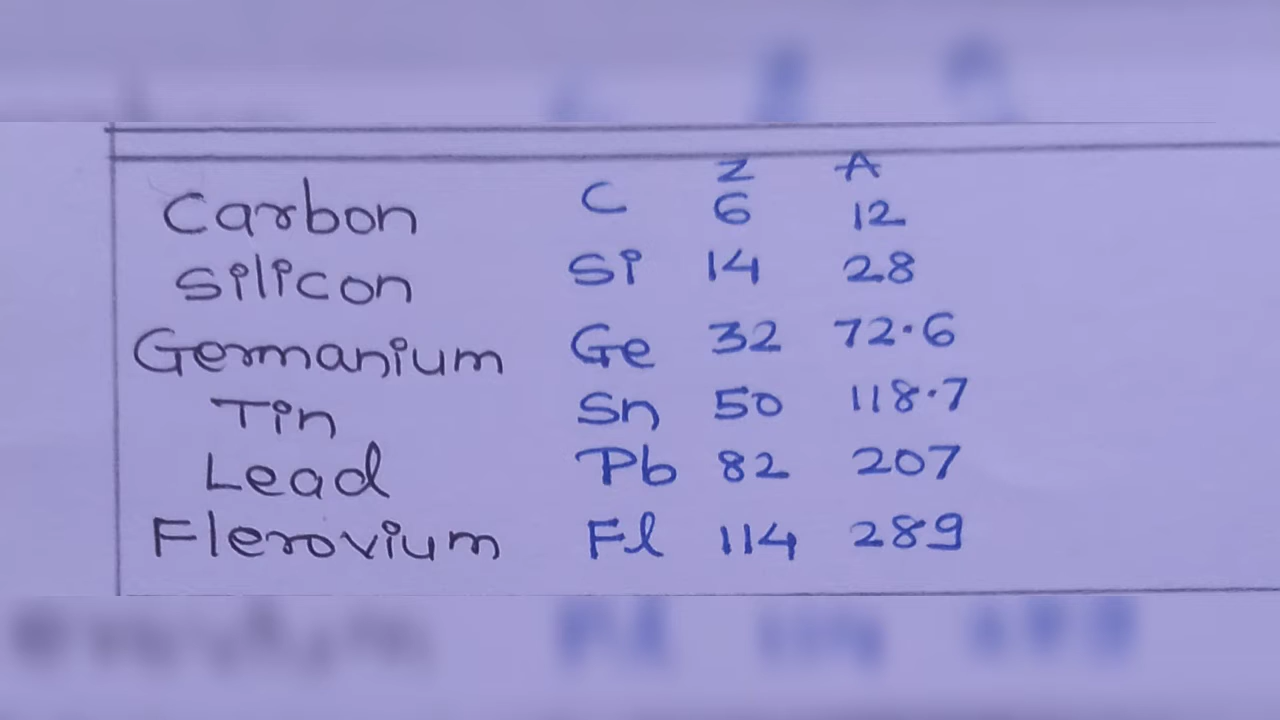 Z A
Carbon C 6 12
Silicon Si 14 28
Germanium Ge 32 72.6
Tin Sn 50 118.7
Lead Pb 82 207
Flerovium Fl 114 289